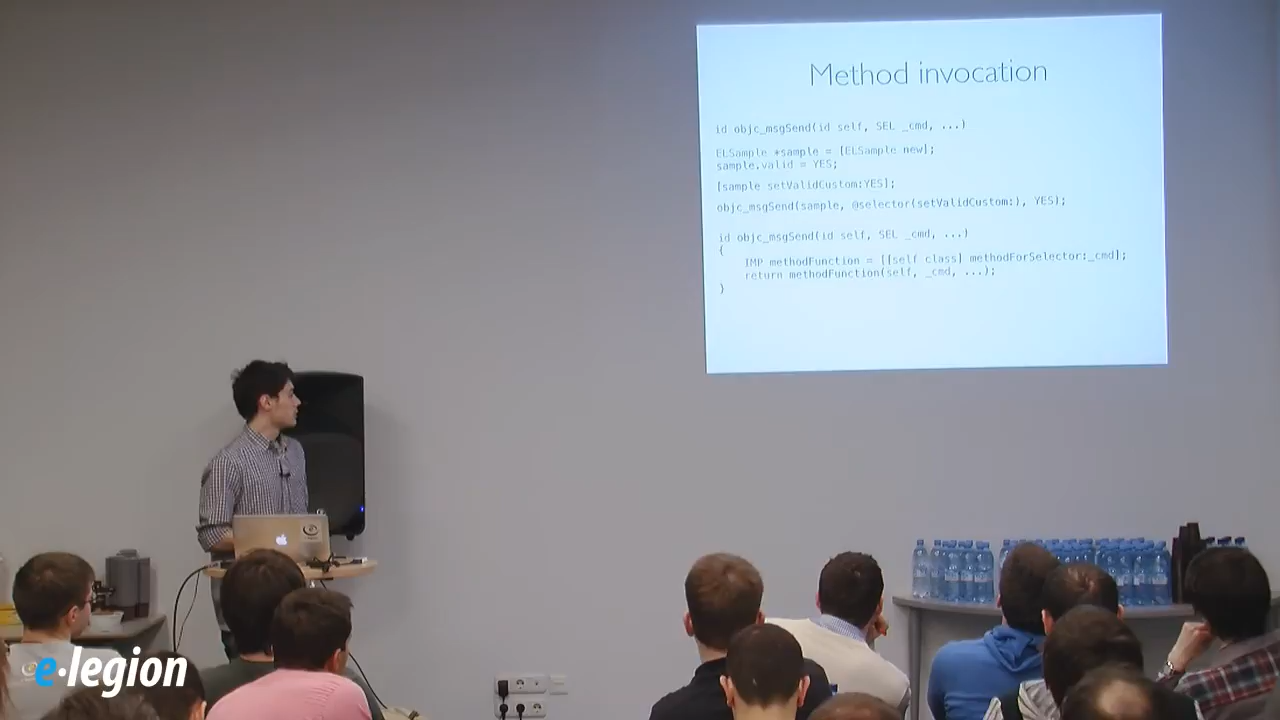 Method invocation
id objc_msgSend(id self, SEL _cmd, ...)
ELSample *sample = [ELSample new];
sample.valid = YES;
[sample setValidCustom:YES];
objc_msgSend(sample, @selector(setValidCustom:), YES);
id objc_msgSend(id self, SEL _cmd, ...)
{
IMP methodFunction = [[self class] methodForSelector:_cmd];
return methodFunction(self, _cmd, ...);
}
e·legion